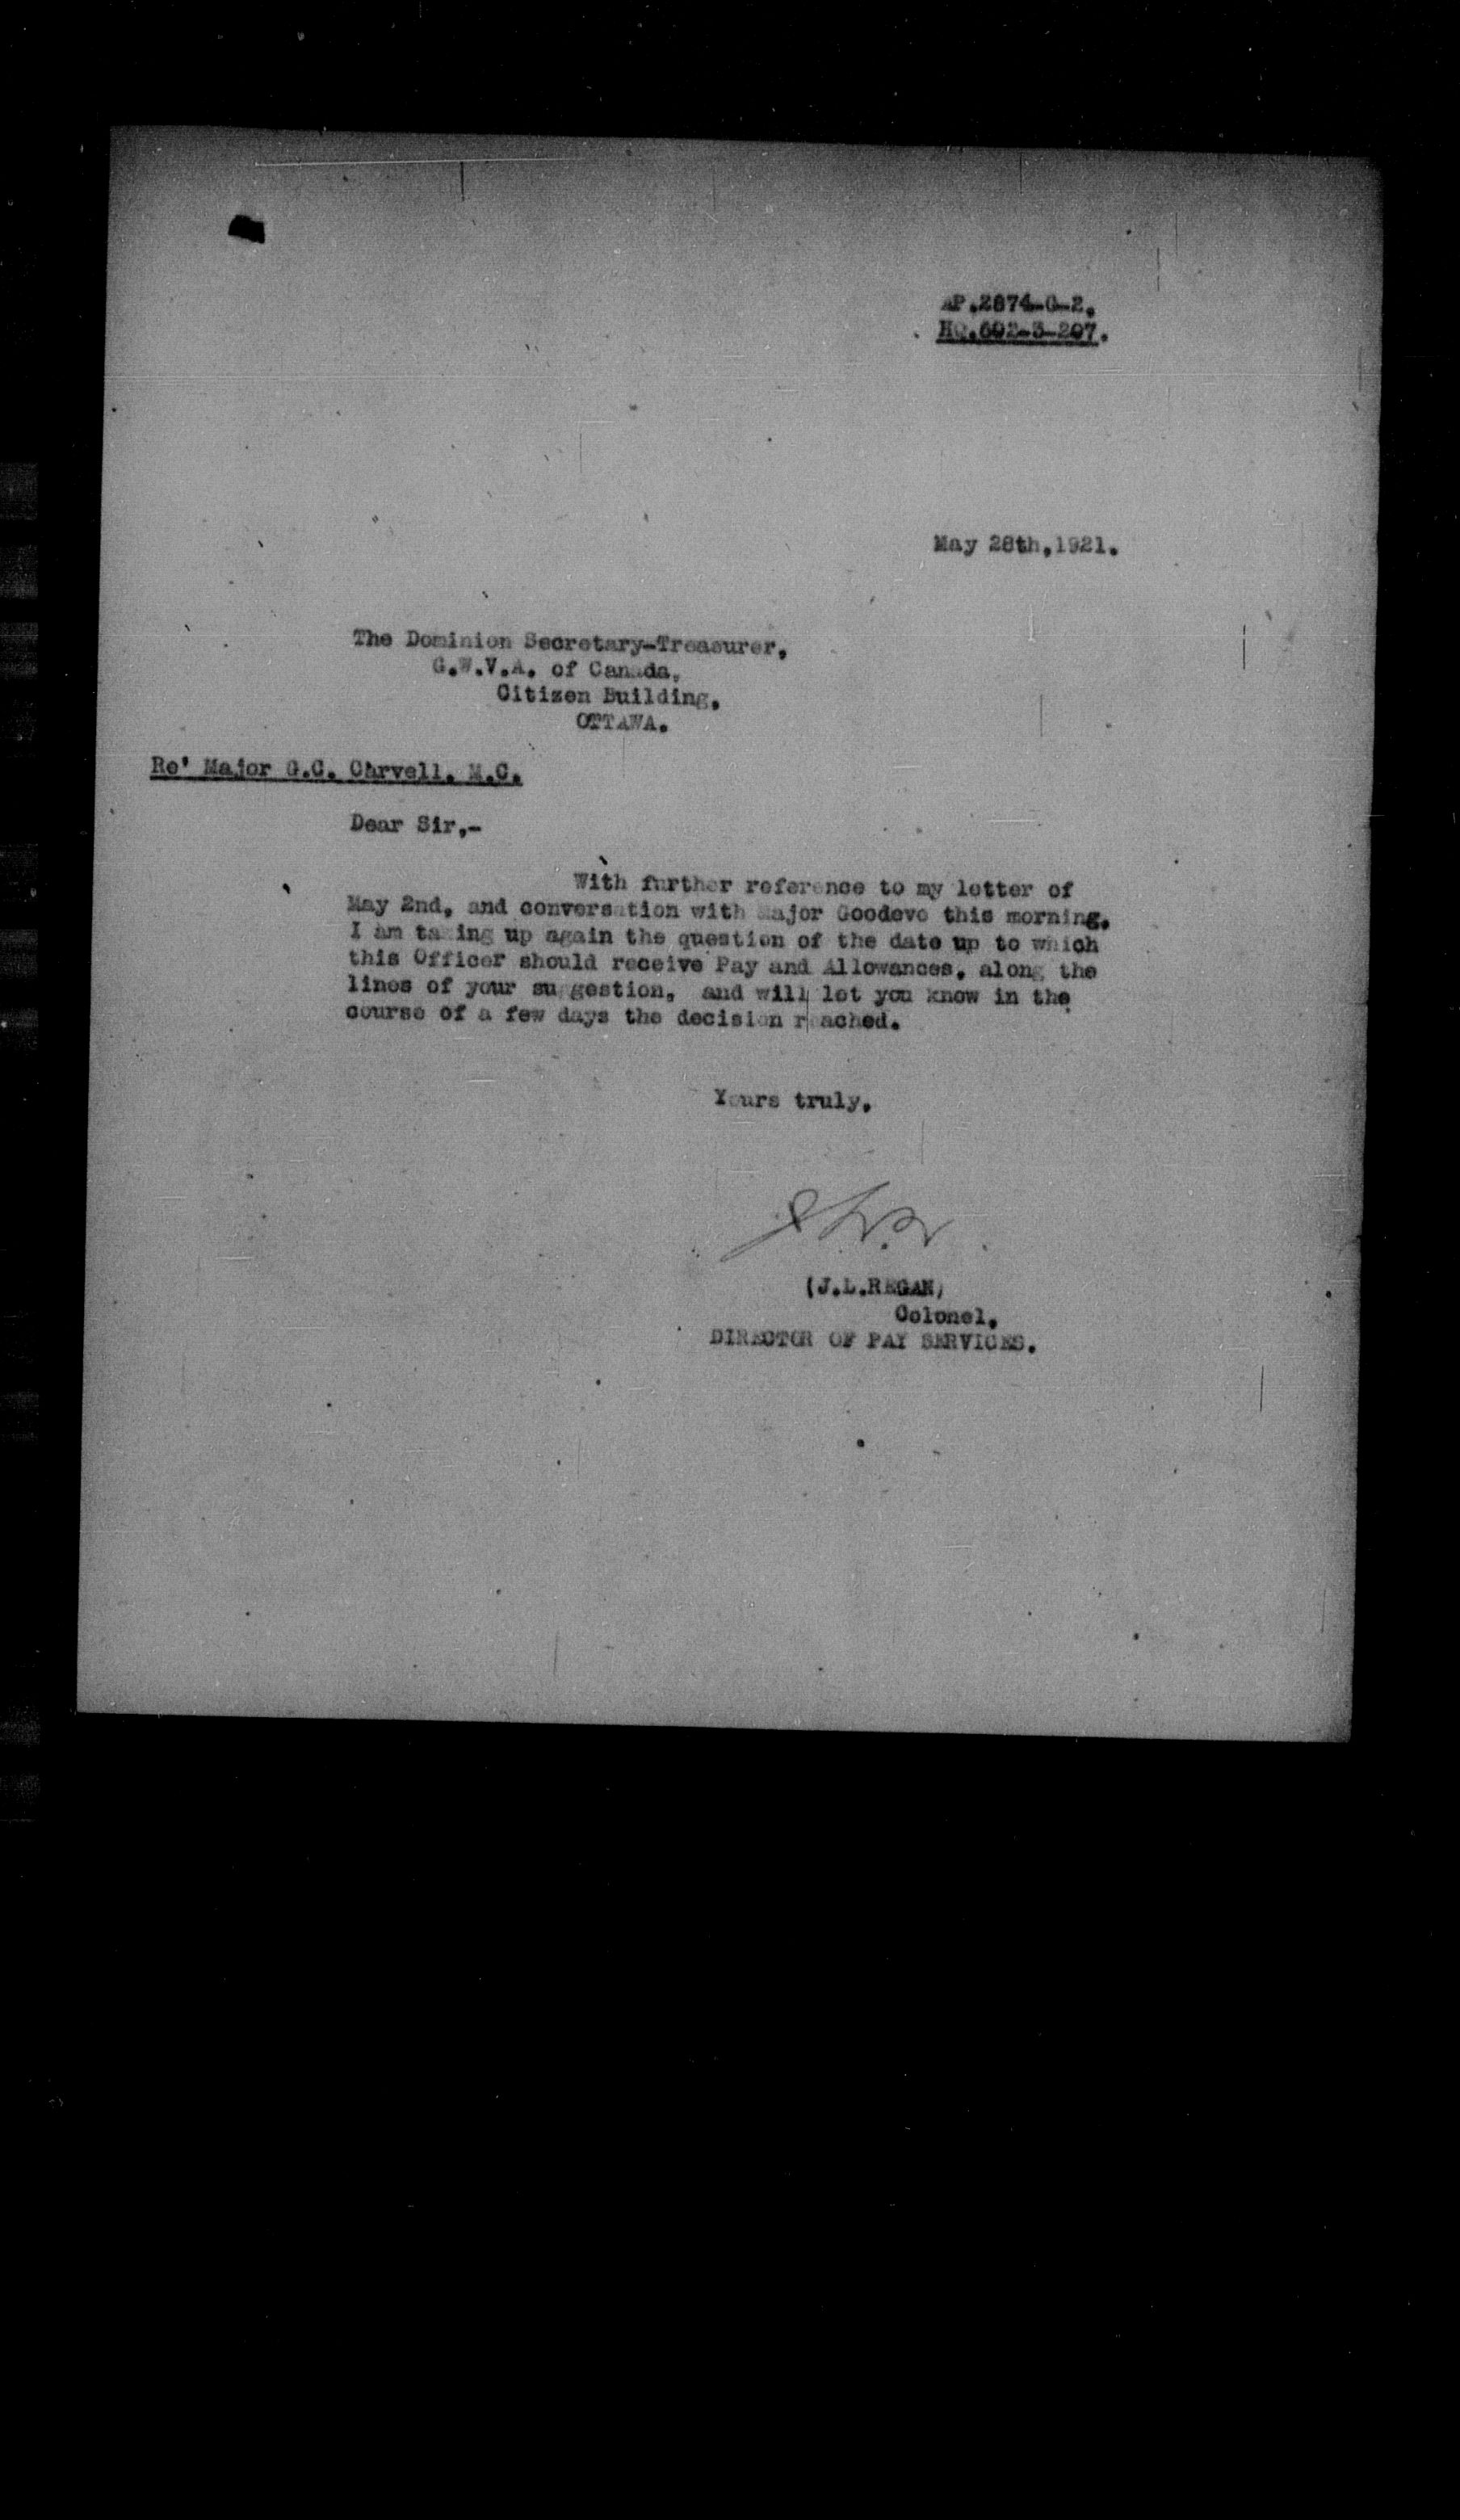 AP.2874-C-2.
HQ.602-3-207.
May 28th,1921.
The Dominion Secretary-Treasurer,
G.W.V.A. of Canada,
Citizen Building,
OTTAWA.
Re' Major G.C. Carvell, M.C.
Dear Sir,-
With further reference to my letter of
May 2nd, and conversation with Major Goodeve this morning,
I am taking up again the question of the date up to which
this Officer should receive Pay and Allowances, along the
lines of your suggestion, and will let you know in the
course of a few days the decision reached.
Yours truly,
(J.L.REGAN)
Colonel,
DIRECTOR OF PAY SERVICES.